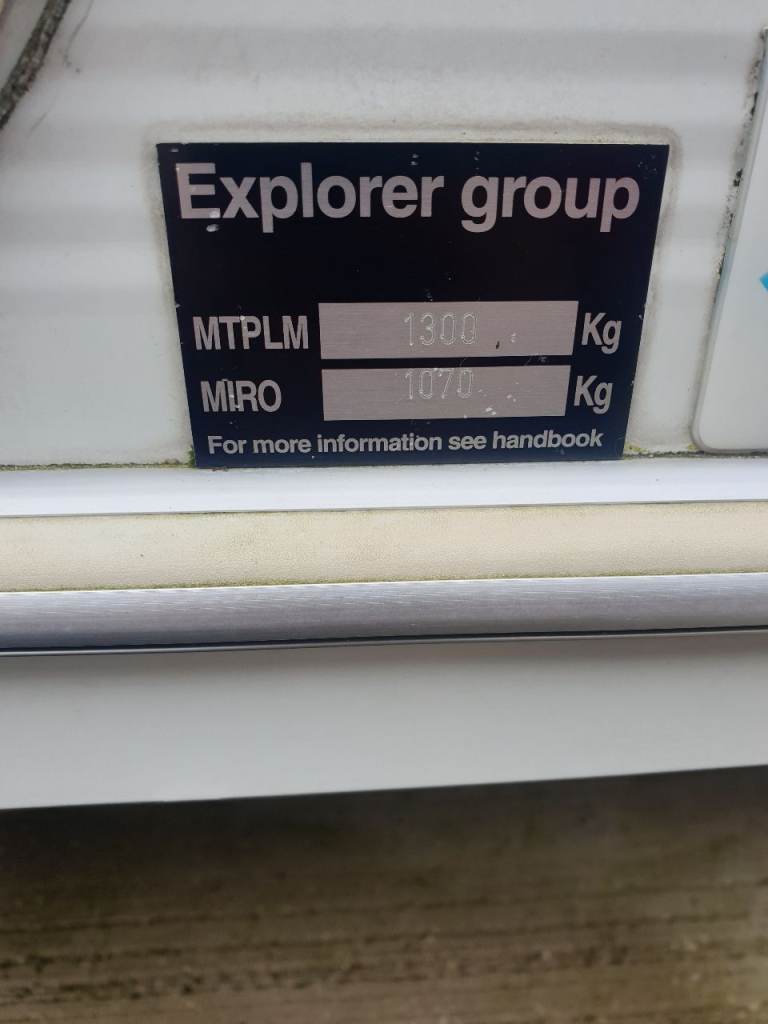 Explorer group
MTPLM 1300 Kg
MIRO 1070 Kg
For more information see handbook